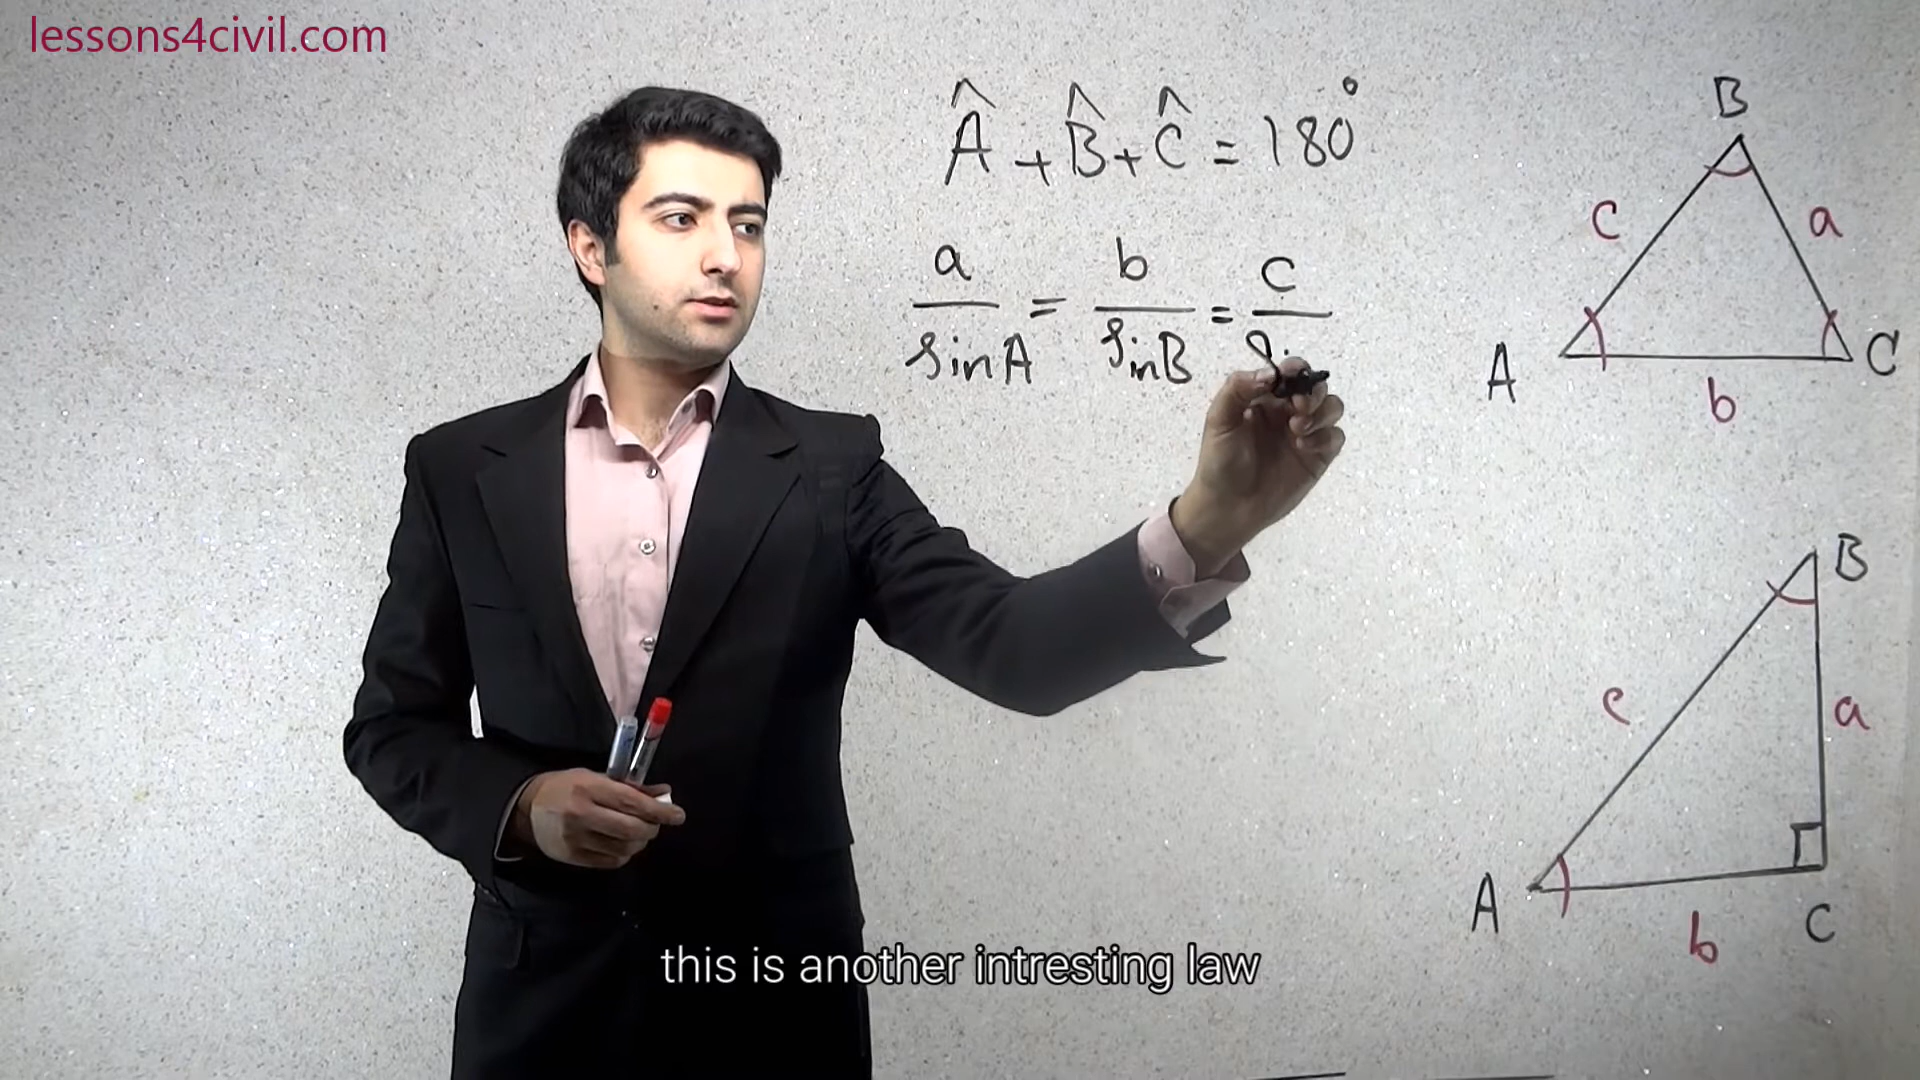 lessons4civil.com
Â + B̂ + Ĉ = 180°
a/sinA = b/sinB = c/
B
c a
A C
b
B
c a
A C
b
this is another intresting law